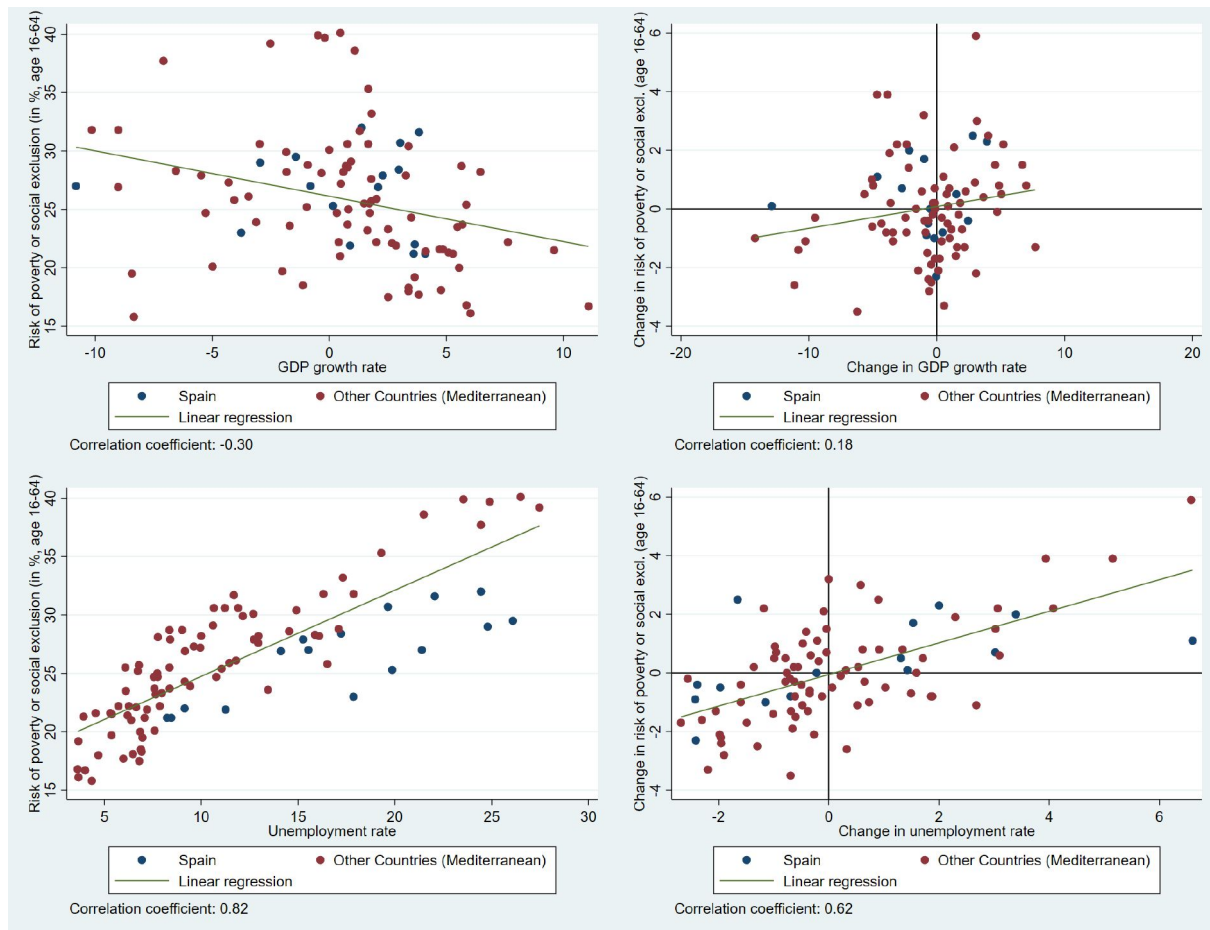 Risk of poverty or social exclusion (in %, age 16-64)
40
35
30
25
20
15
-10 -5 0 5 10
GDP growth rate
Spain Other Countries (Mediterranean)
Linear regression
Correlation coefficient: -0.30
Change in risk of poverty or social excl. (age 16-64)
6
4
2
0
-2
-4
-20 -10 0 10 20
Change in GDP growth rate
Spain Other Countries (Mediterranean)
Linear regression
Correlation coefficient: 0.18
Risk of poverty or social exclusion (in %, age 16-64)
40
35
30
25
20
15
5 10 15 20 25 30
Unemployment rate
Spain Other Countries (Mediterranean)
Linear regression
Correlation coefficient: 0.82
Change in risk of poverty or social excl. (age 16-64)
6
4
2
0
-2
-4
-2 0 2 4 6
Change in unemployment rate
Spain Other Countries (Mediterranean)
Linear regression
Correlation coefficient: 0.62